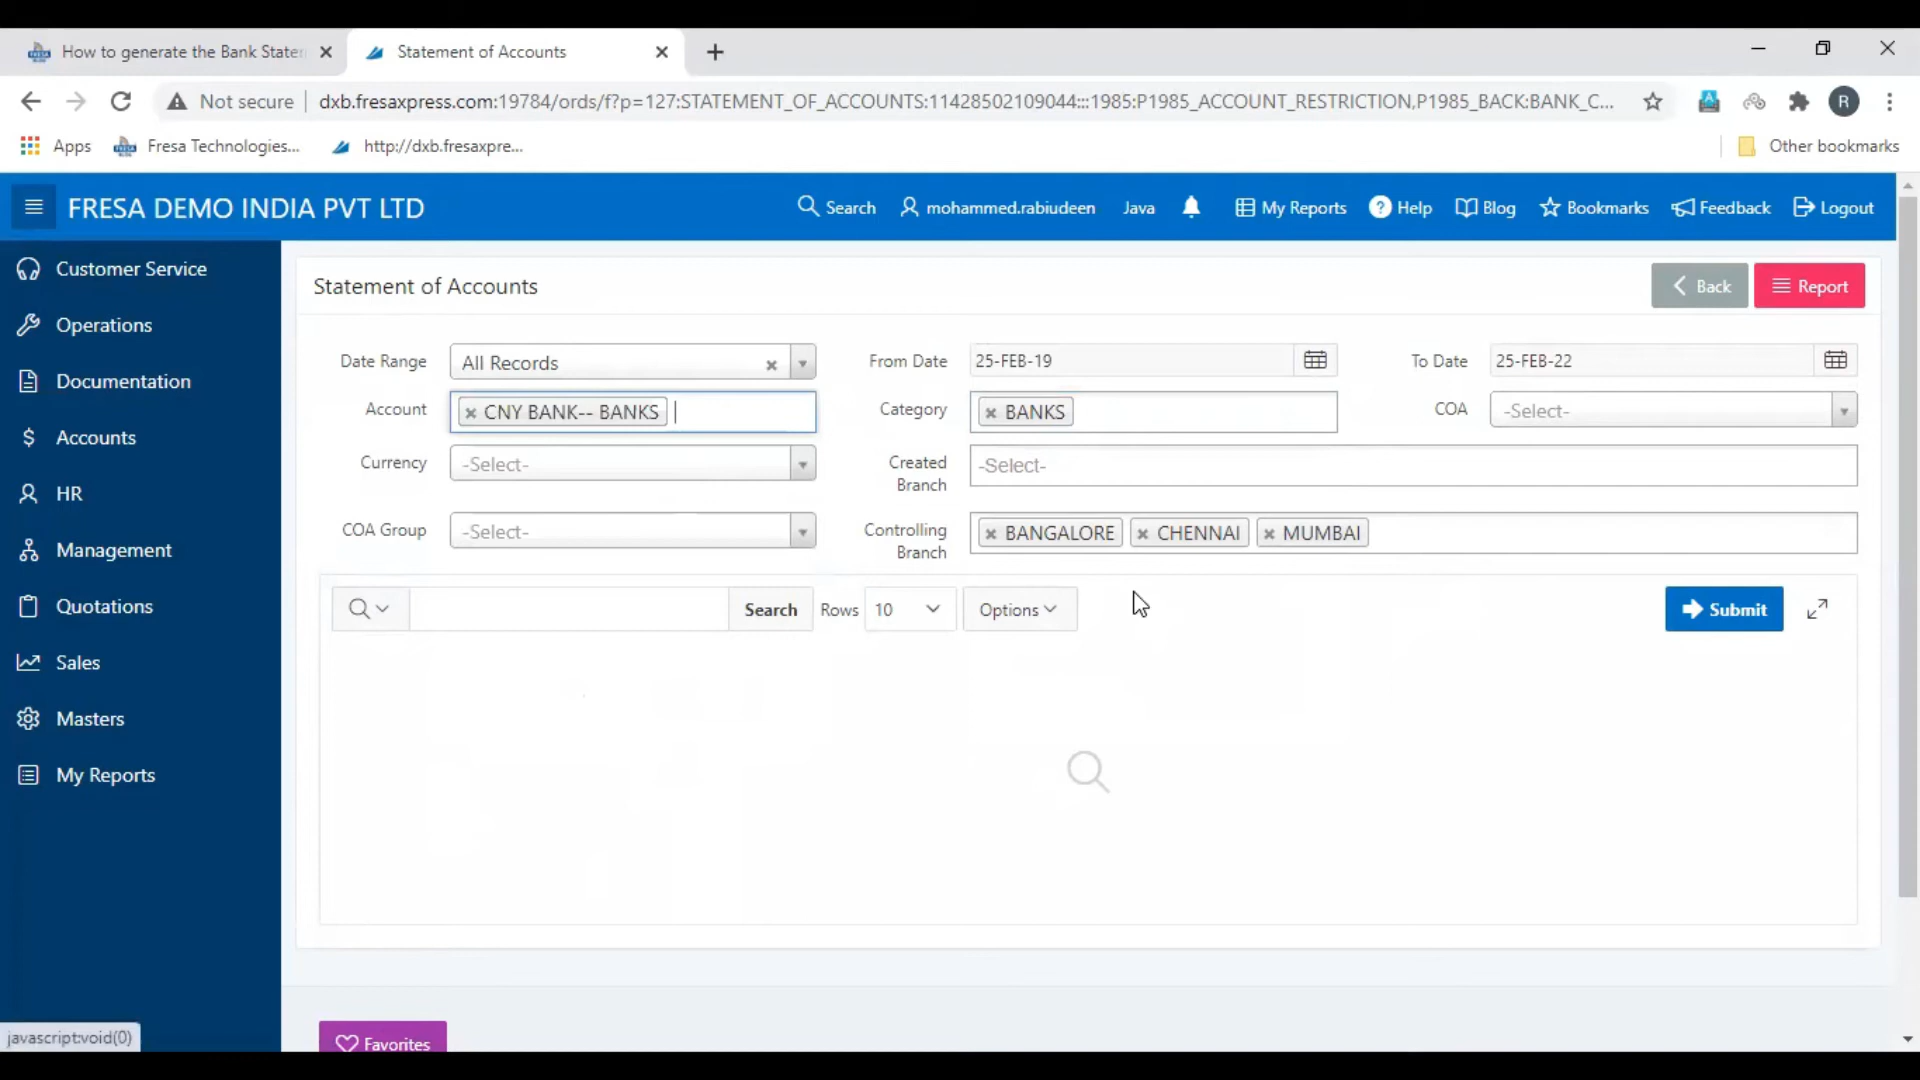 How to generate the Bank Staten
Statement of Accounts
Not secure
dxb.fresaxpress.com:19784/ords/f?p=127:STATEMENT_OF_ACCOUNTS:11428502109044:::1985:P1985_ACCOUNT_RESTRICTION,P1985_BACK:BANK_C...
R
Apps
Fresa Technologies...
http://dxb.fresaxpre...
Other bookmarks
FRESA DEMO INDIA PVT LTD
Search
mohammed.rabiudeen
Java
My Reports
Help
Blog
Bookmarks
Feedback
Logout
Customer Service
Operations
Documentation
Accounts
HR
Management
Quotations
Sales
Masters
My Reports
Statement of Accounts
Back
Report
Date Range
All Records
From Date
25-FEB-19
To Date
25-FEB-22
Account
CNY BANK-- BANKS
Category
BANKS
COA
-Select-
Currency
-Select-
Created
Branch
-Select-
COA Group
-Select-
Controlling
Branch
BANGALORE
CHENNAI
MUMBAI
Search
Rows
10
Options
Submit
Favorites
javascript:void(0)